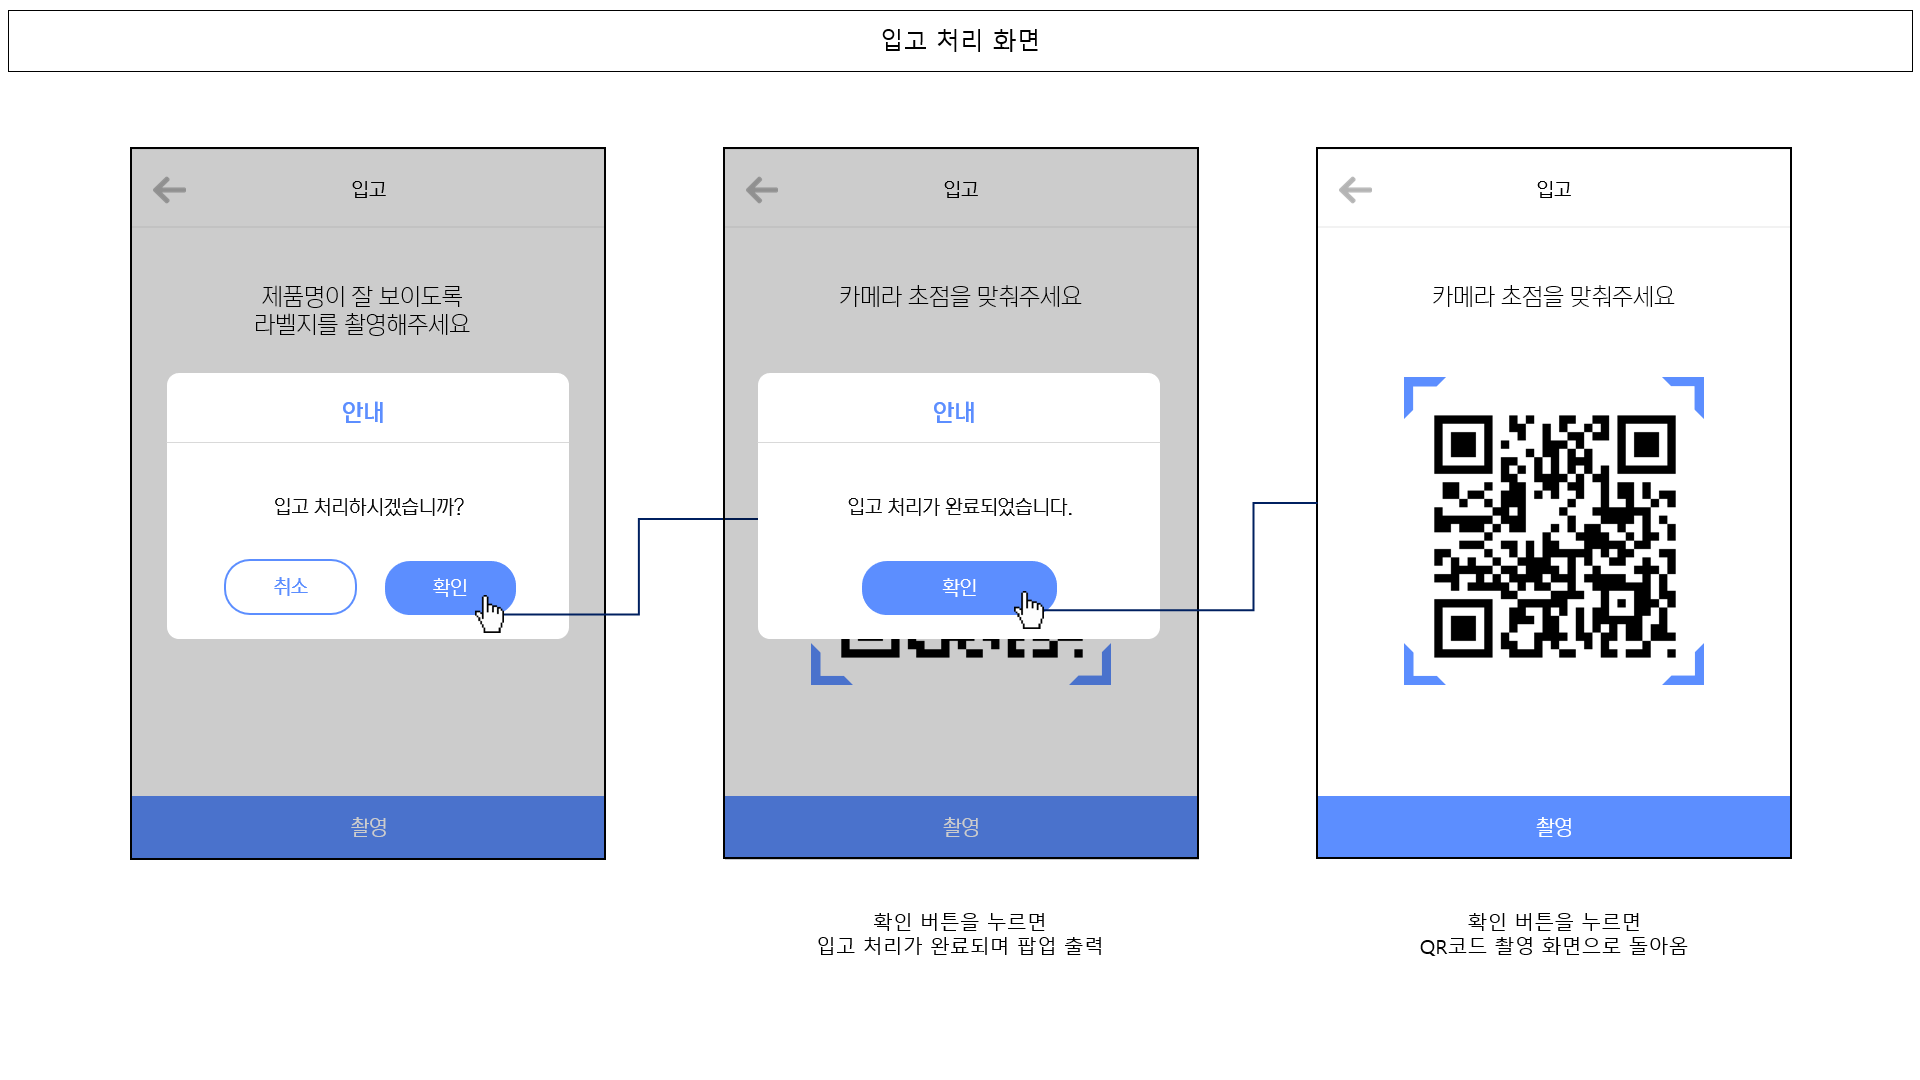 입고 처리 화면
입고
제품명이 잘 보이도록
라벨지를 촬영해주세요
안내
입고 처리하시겠습니까?
취소
확인
촬영
입고
카메라 초점을 맞춰주세요
안내
입고 처리가 완료되었습니다.
확인
촬영
확인 버튼을 누르면
입고 처리가 완료되며 팝업 출력
입고
카메라 초점을 맞춰주세요
촬영
확인 버튼을 누르면
QR코드 촬영 화면으로 돌아옴